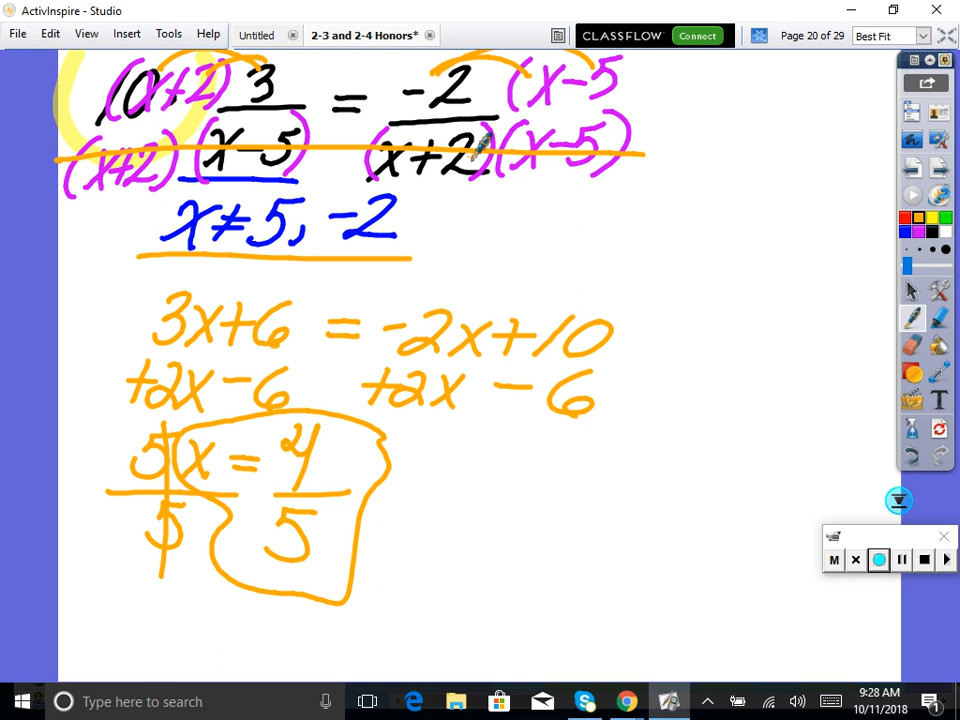 ActivInspire - Studio
File Edit View Insert Tools Help Untitled 2-3 and 2-4 Honors* CLASSFLOW Connect Page 20 of 29 Best Fit
10. (x+2) 3 = -2 (x-5
(x+2) (x-5) (x+2) (x-5)
x≠5, -2
3x+6 = -2x+10
+2x-6 +2x - 6
5x = 4
5 5
M
Type here to search
9:28 AM
10/11/2018
1